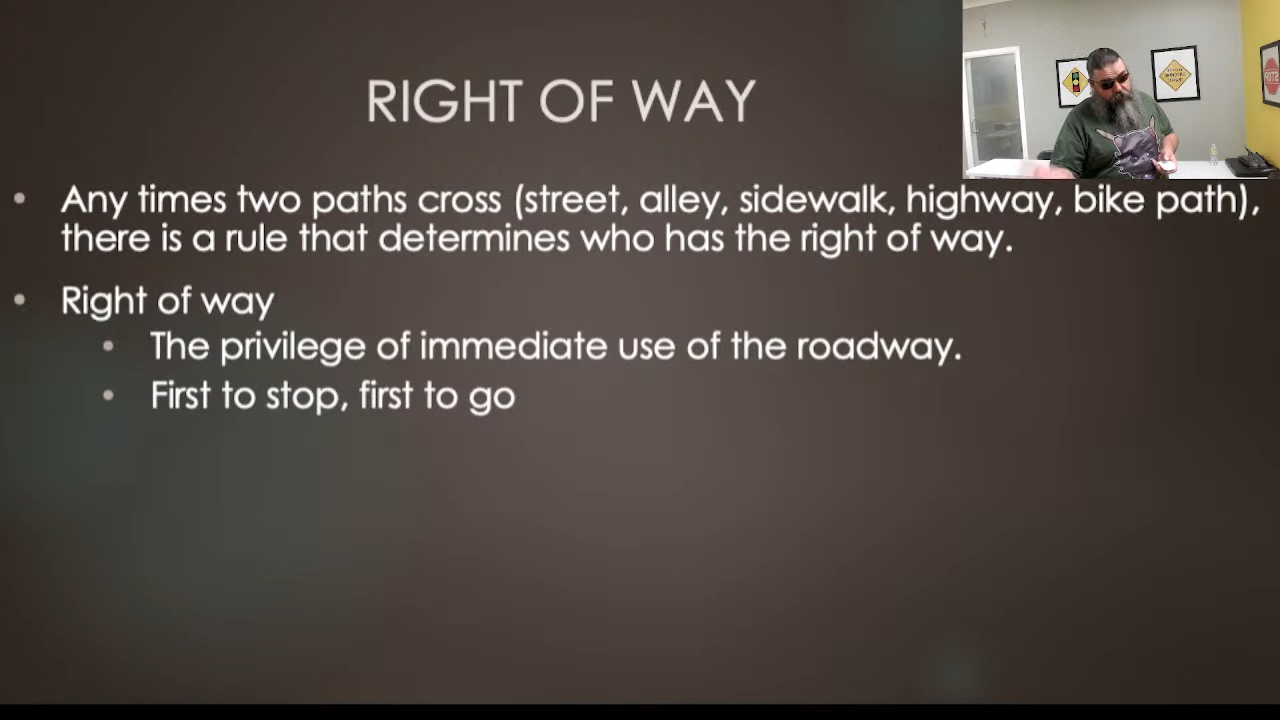 RIGHT OF WAY
• Any times two paths cross (street, alley, sidewalk, highway, bike path),
there is a rule that determines who has the right of way.
• Right of way
• The privilege of immediate use of the roadway.
• First to stop, first to go